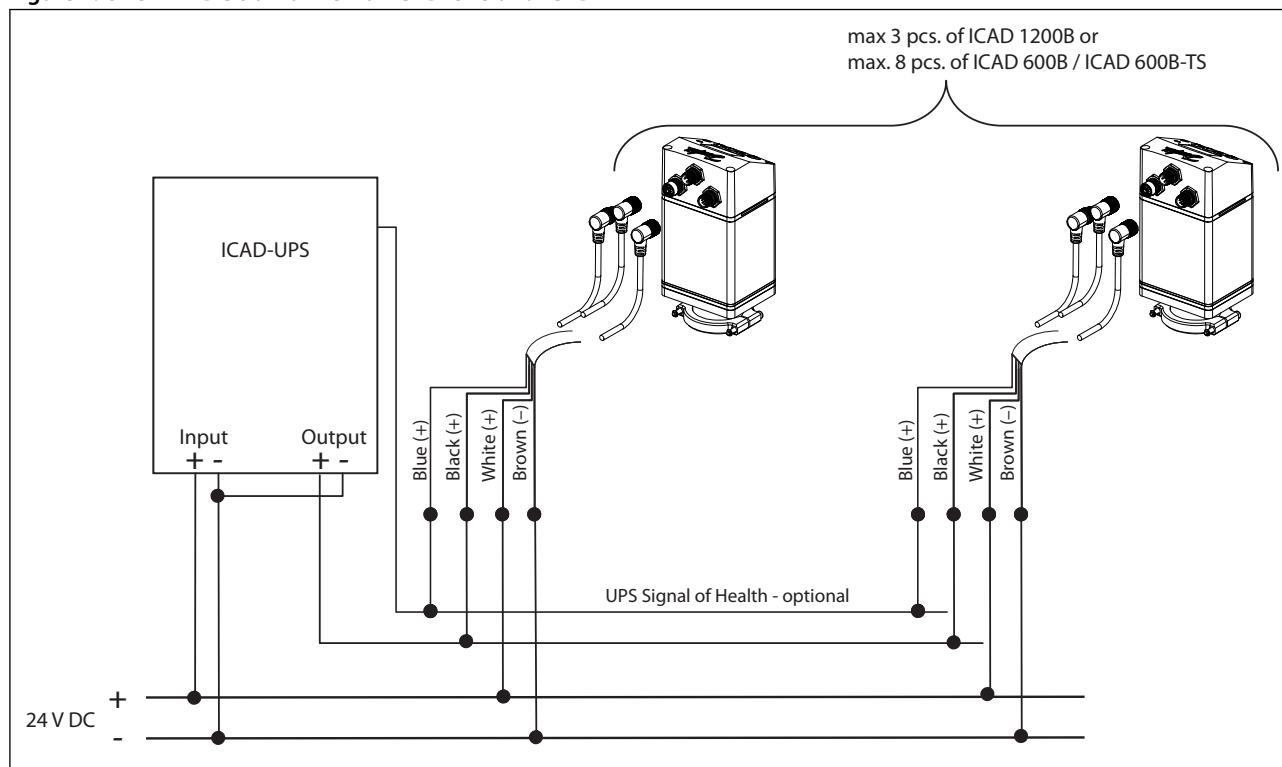 max 3 pcs. of ICAD 1200B or
max. 8 pcs. of ICAD 600B / ICAD 600B-TS
ICAD-UPS
Input
Output
+ -
+ -
Blue (+)
Black (+)
White (+)
Brown (–)
Blue (+)
Black (+)
White (+)
Brown (–)
UPS Signal of Health - optional
+
24 V DC
-